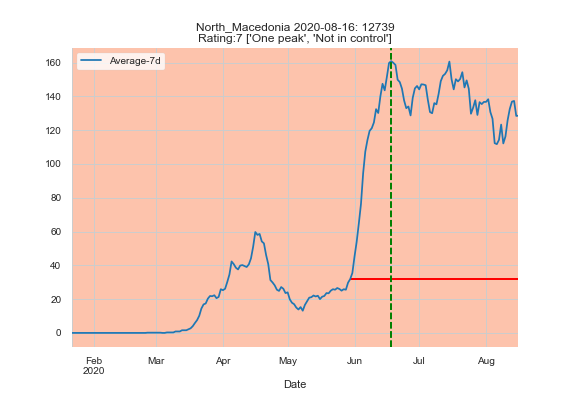 North_Macedonia 2020-08-16: 12739
Rating:7 ['One peak', 'Not in control']
Average-7d
160
140
120
100
80
60
40
20
0
Feb Mar Apr May Jun Jul Aug
2020
Date